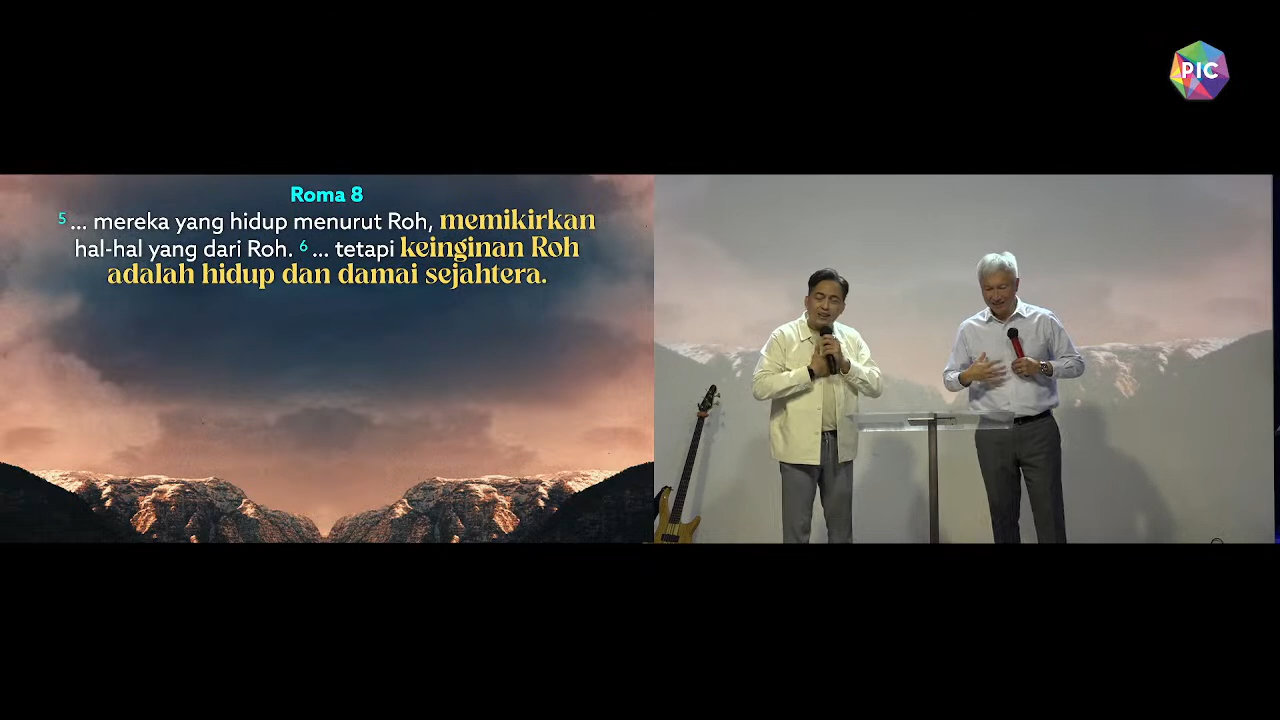 PIC
Roma 8
5 ... mereka yang hidup menurut Roh, memikirkan
hal-hal yang dari Roh. 6 ... tetapi keinginan Roh
adalah hidup dan damai sejahtera.